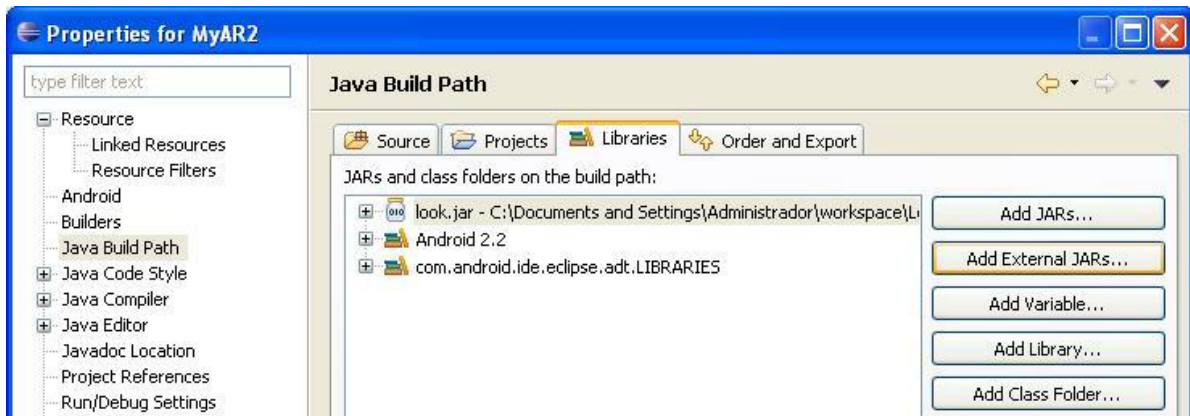 Properties for MyAR2
type filter text
Resource
Linked Resources
Resource Filters
Android
Builders
Java Build Path
Java Code Style
Java Compiler
Java Editor
Javadoc Location
Project References
Run/Debug Settings
Java Build Path
Source Projects Libraries Order and Export
JARs and class folders on the build path:
look.jar - C:\Documents and Settings\Administrador\workspace\L
Android 2.2
com.android.ide.eclipse.adt.LIBRARIES
Add JARs...
Add External JARs...
Add Variable...
Add Library...
Add Class Folder...